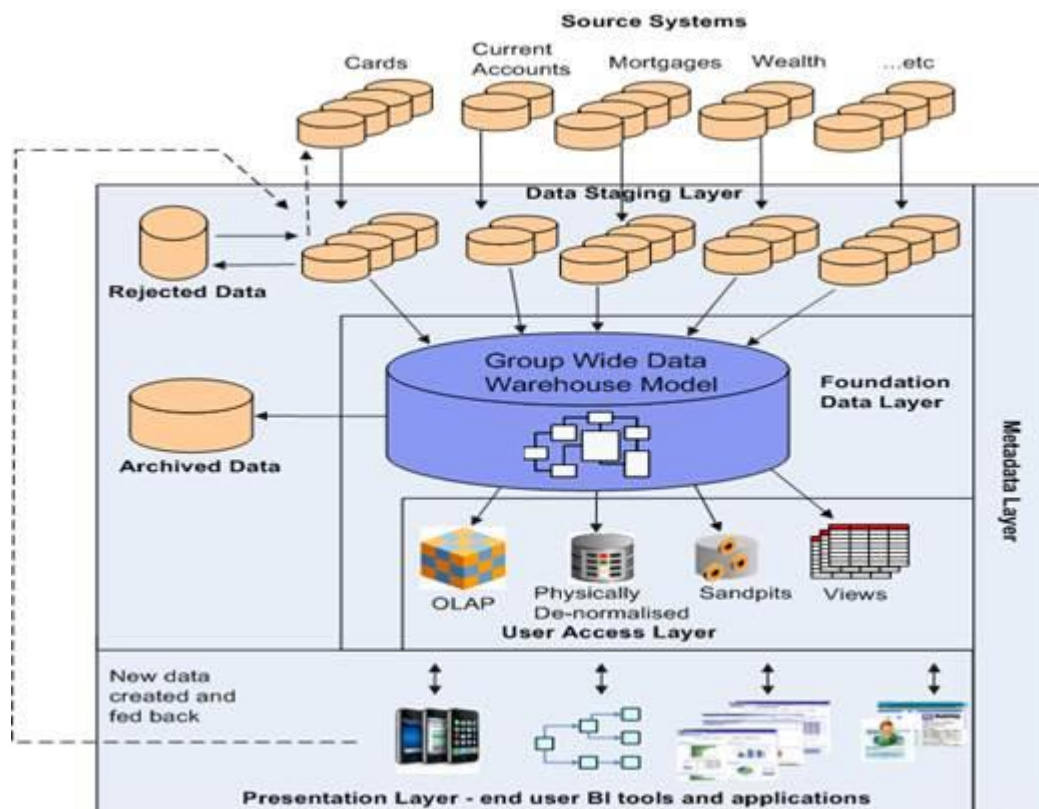 Source Systems
Cards
Current
Accounts
Mortgages
Wealth
...etc
Data Staging Layer
Rejected Data
Group Wide Data
Warehouse Model
Foundation
Data Layer
Archived Data
Metadata Layer
OLAP
Physically
De-normalised
Sandpits
Views
User Access Layer
New data
created and
fed back
Presentation Layer - end user BI tools and applications